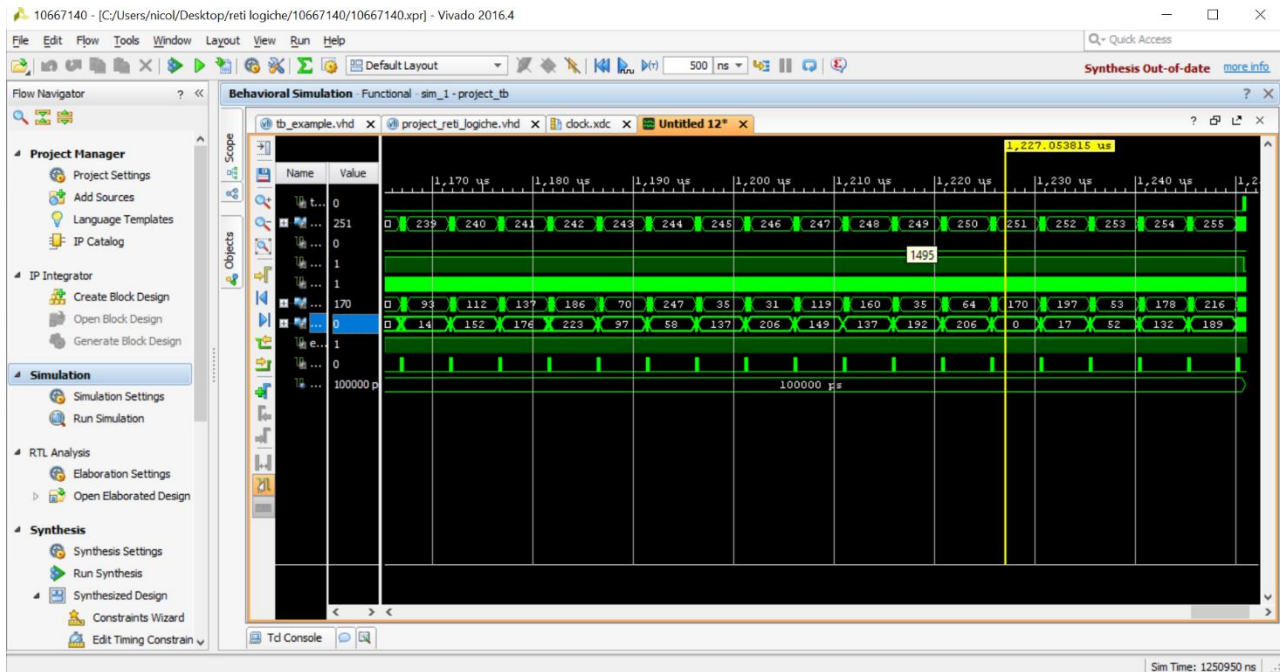 10667140 - [C:/Users/nicol/Desktop/reti logiche/10667140/10667140.xpr] - Vivado 2016.4
File Edit Flow Tools Window Layout View Run Help
Quick Access
Default Layout
500 ns
Synthesis Out-of-date more info
Flow Navigator ? «
Behavioral Simulation - Functional - sim_1 - project_tb ? X
tb_example.vhd X project_reti_logiche.vhd X clock.xdc X Untitled 12* X
Project Manager
Project Settings
Add Sources
Language Templates
IP Catalog
IP Integrator
Create Block Design
Open Block Design
Generate Block Design
Simulation
Simulation Settings
Run Simulation
RTL Analysis
Elaboration Settings
Open Elaborated Design
Synthesis
Synthesis Settings
Run Synthesis
Synthesized Design
Constraints Wizard
Edit Timing Constrain
Scope
Objects
Name Value
1,227.053815 us
1,170 us 1,180 us 1,190 us 1,200 us 1,210 us 1,220 us 1,230 us 1,240 us 1,2
t... 0
... 251 239 240 241 242 243 244 245 246 247 248 249 250 251 252 253 254 255
... 0
1495
... 1
... 1
... 170 93 112 137 186 70 247 35 31 119 160 35 64 170 197 53 178 216
... 0 14 152 176 223 97 58 137 206 149 137 192 206 0 17 52 132 189
e... 1
... 0
... 100000 p 100000 ps
Tcl Console
Sim Time: 1250950 ns